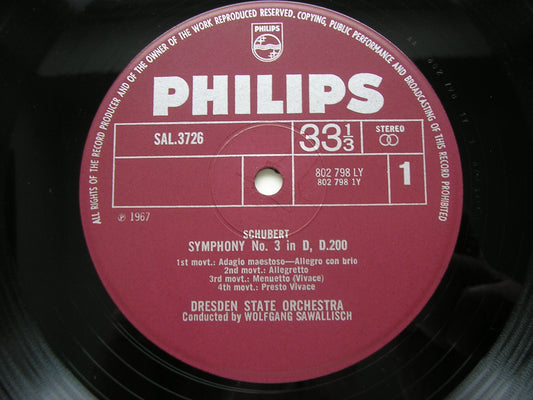 ALL RIGHTS OF THE RECORD PRODUCER AND OF THE OWNER OF THE WORK REPRODUCED RESERVED. COPYING, PUBLIC PERFORMANCE AND BROADCASTING OF THIS RECORD PROHIBITED
PHILIPS
PHILIPS
SAL.3726
33 1/3
STEREO
802 798 LY
802 798 1Y
1
℗ 1967
SCHUBERT
SYMPHONY No. 3 in D, D.200
1st movt.: Adagio maestoso—Allegro con brio
2nd movt.: Allegretto
3rd movt.: Menuetto (Vivace)
4th movt.: Presto Vivace
DRESDEN STATE ORCHESTRA
Conducted by WOLFGANG SAWALLISCH